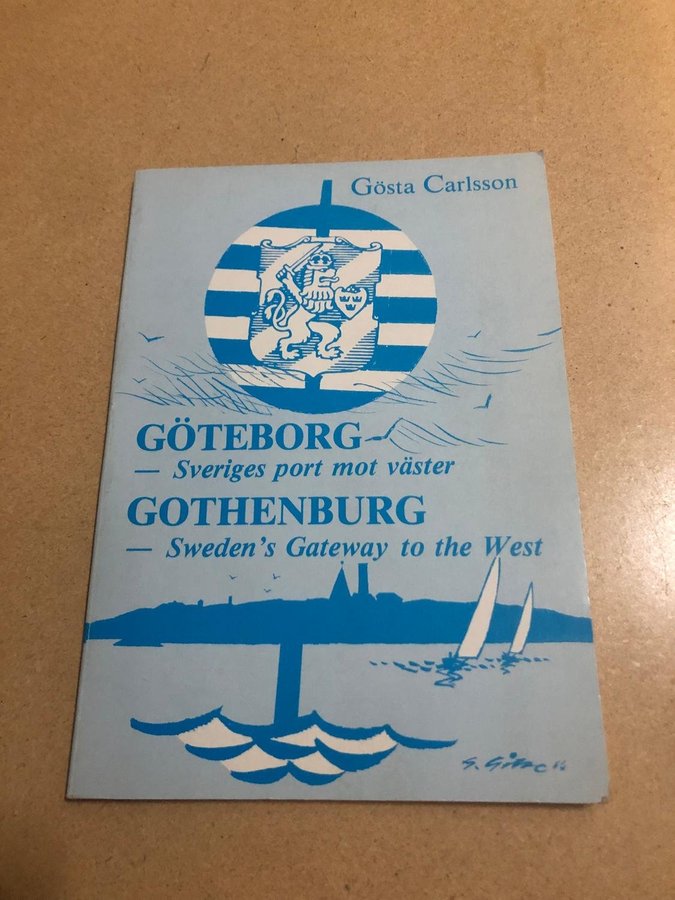 Gösta Carlsson
GÖTEBORG
— Sveriges port mot väster
GOTHENBURG
— Sweden's Gateway to the West